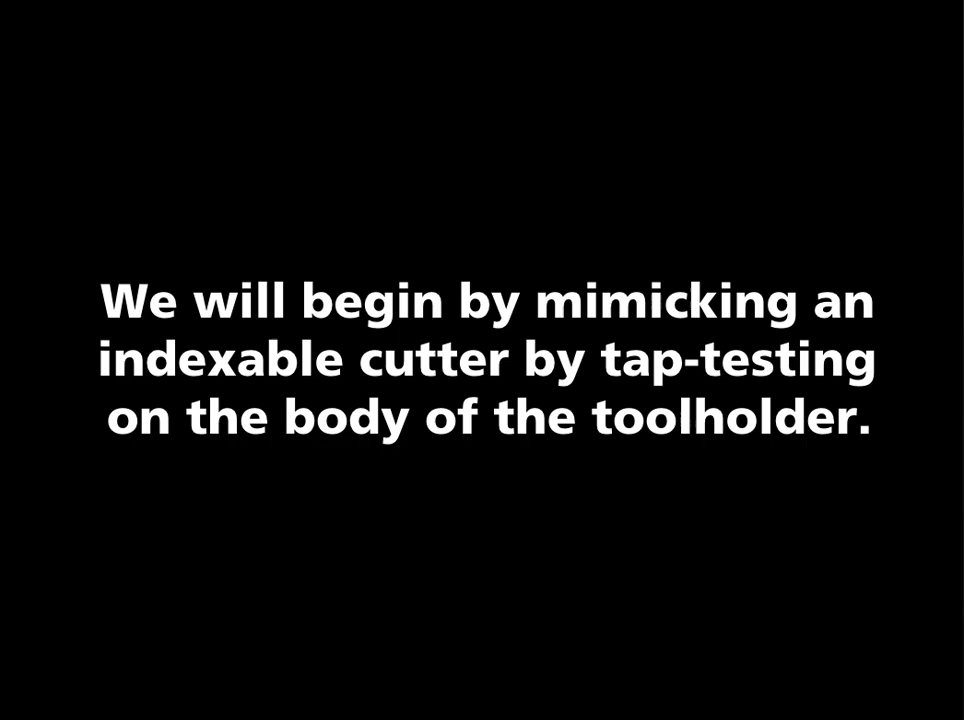 We will begin by mimicking an
indexable cutter by tap-testing
on the body of the toolholder.